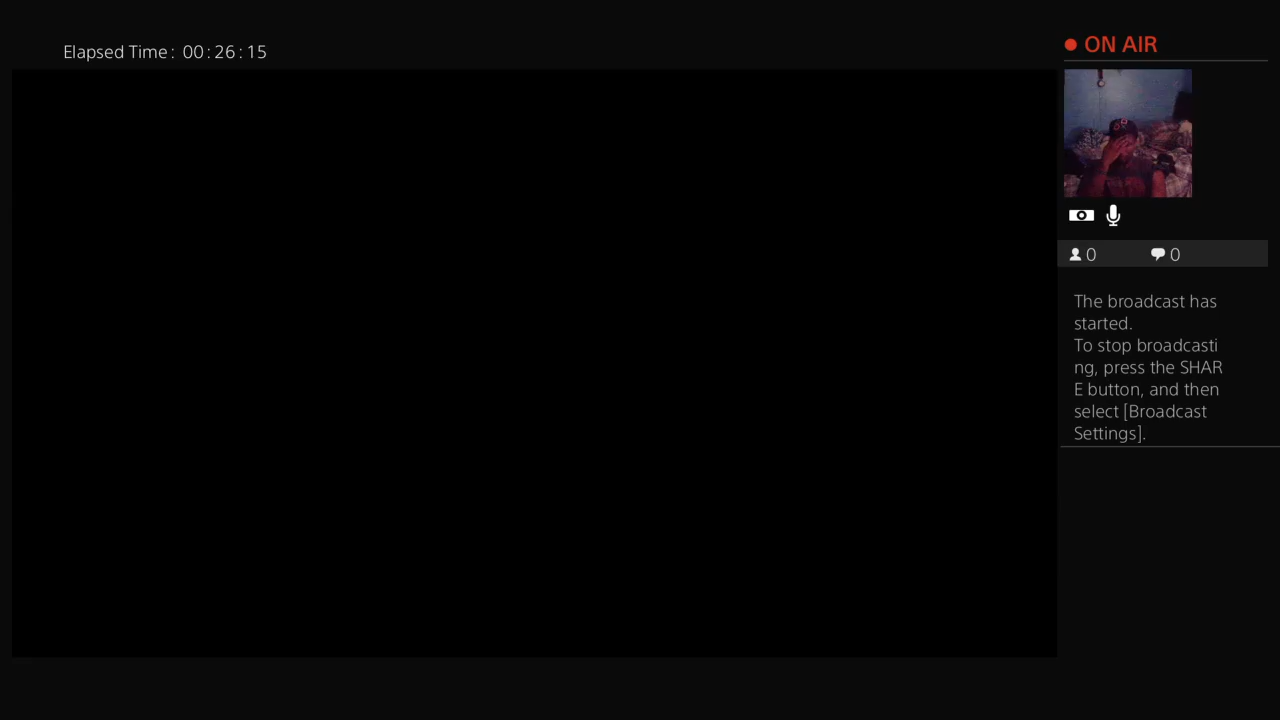 Elapsed Time: 00:26:15
ON AIR
0 0
The broadcast has
started.
To stop broadcasti
ng, press the SHAR
E button, and then
select [Broadcast
Settings].